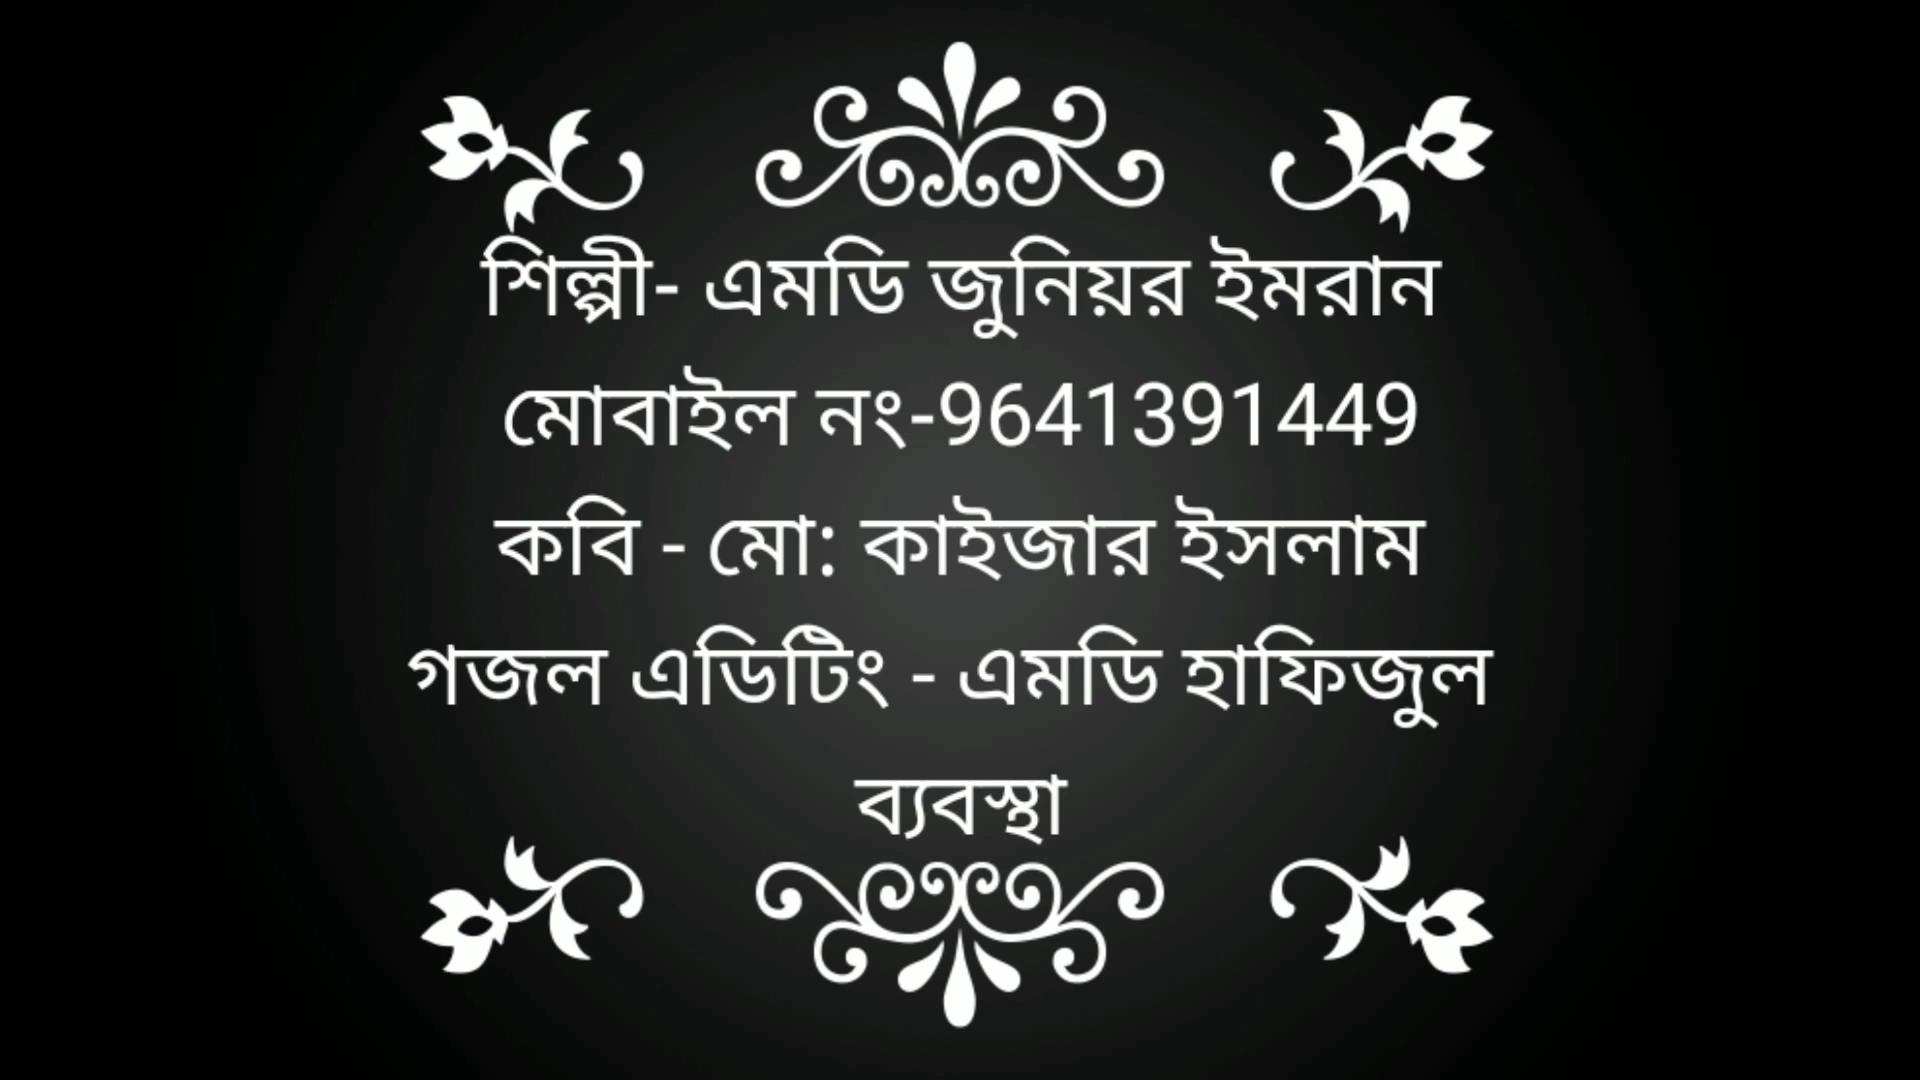 শিল্পী- এমডি জুনিয়র ইমরান
মোবাইল নং-9641391449
কবি - মো: কাইজার ইসলাম
গজল এডিটিং - এমডি হাফিজুল
ব্যবস্থা